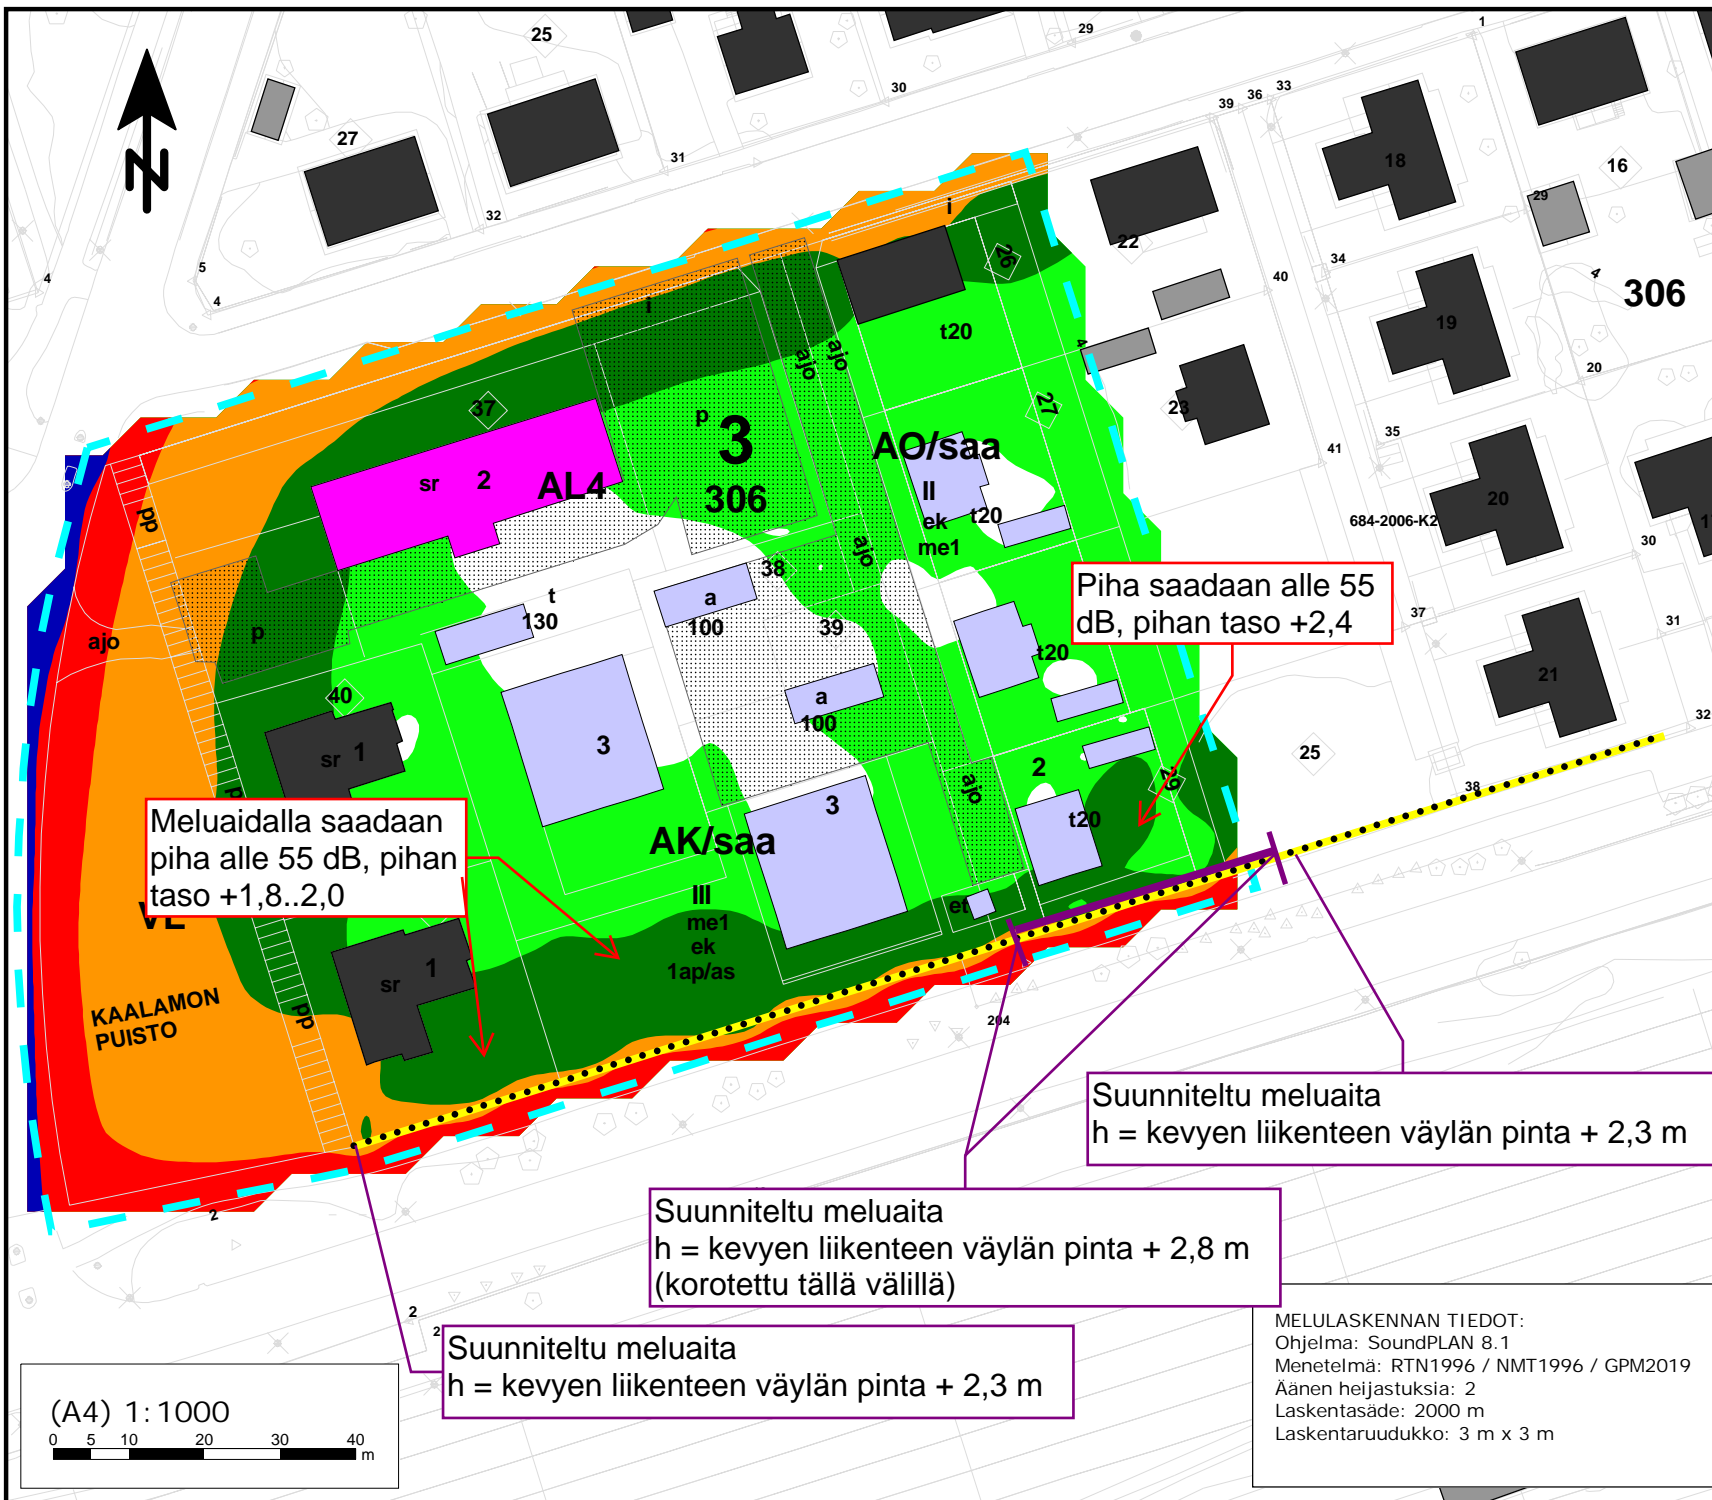 25
29
1
30
39
36
33
27
18
16
31
32
29
N
22
26
i
5
4
4
40
34
4
306
i
ajo
ajo
t20
19
4
37
p
3
27
23
20
35
AO/saa
41
sr 2
AL4
306
II
ek
t20
me1
684-2006-K2
20
pp
ajo
30
38
Piha saadaan alle 55
dB, pihan taso +2,4
t
130
a
100
39
37
31
ajo
p
t20
21
40
a
100
32
sr 1
3
2
25
ajo
29
38
3
t20
Meluaidalla saadaan
piha alle 55 dB, pihan
taso +1,8..2,0
AK/saa
III
me1
ek
1ap/as
et
VL
sr 1
KAALAMON
PUISTO
pp
204
Suunniteltu meluaita
h = kevyen liikenteen väylän pinta + 2,3 m
Suunniteltu meluaita
h = kevyen liikenteen väylän pinta + 2,8 m
(korotettu tällä välillä)
2
2
2
Suunniteltu meluaita
h = kevyen liikenteen väylän pinta + 2,3 m
MELULASKENNAN TIEDOT:
Ohjelma: SoundPLAN 8.1
Menetelmä: RTN1996 / NMT1996 / GPM2019
Äänen heijastuksia: 2
Laskentasäde: 2000 m
Laskentaruudukko: 3 m x 3 m
(A4) 1:1000
0 5 10 20 30 40
m